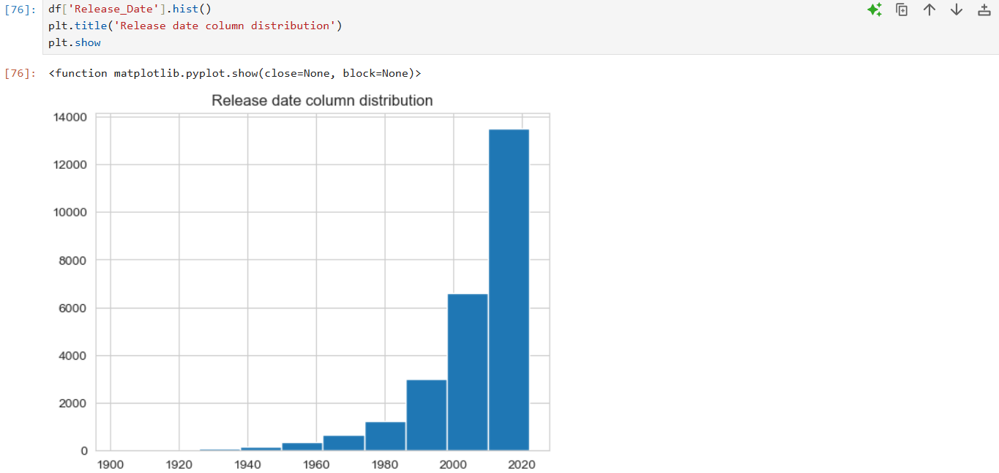 [76]: df['Release_Date'].hist()
plt.title('Release date column distribution')
plt.show
[76]: <function matplotlib.pyplot.show(close=None, block=None)>
Release date column distribution
14000
12000
10000
8000
6000
4000
2000
0
1900 1920 1940 1960 1980 2000 2020